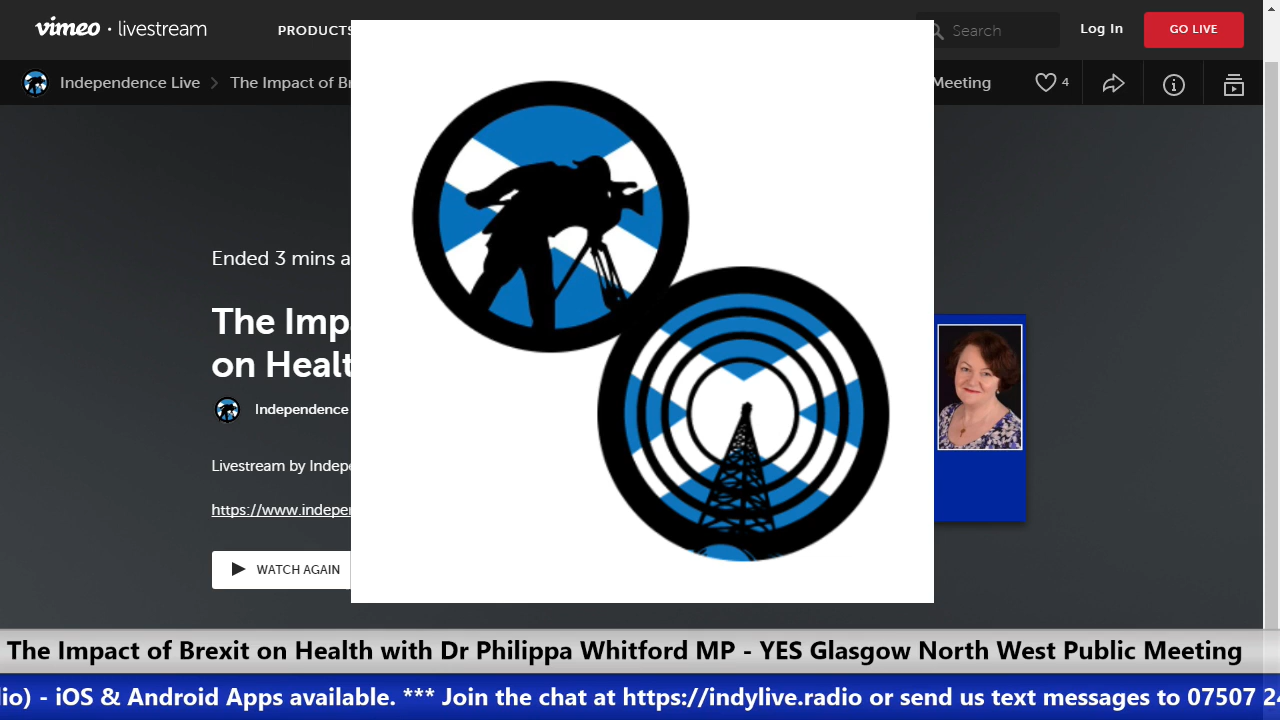 vimeo · livestream PRODUCTS Search Log In GO LIVE
Independence Live > The Impact of Br Meeting 4
Ended 3 mins a
The Imp
on Healt
Independence
Livestream by Indepe
https://www.indeper
WATCH AGAIN
The Impact of Brexit on Health with Dr Philippa Whitford MP - YES Glasgow North West Public Meeting
dio) - iOS & Android Apps available. *** Join the chat at https://indylive.radio or send us text messages to 07507 24